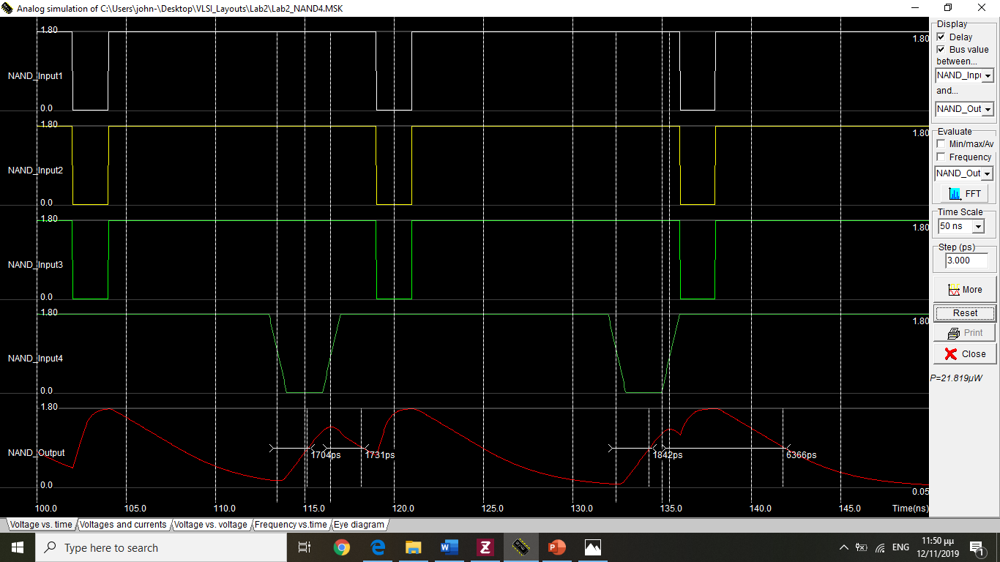 Analog simulation of C:\Users\john-\Desktop\VLSI_Layouts\Lab2\Lab2_NAND4.MSK
1.80
1.80
NAND_Input1
0.0
1.80
1.80
NAND_Input2
0.0
1.80
1.80
NAND_Input3
0.0
1.80
1.80
NAND_Input4
0.0
1.80
NAND_Output
1704ps
1731ps
1842ps
6366ps
0.0
0.05
100.0 105.0 110.0 115.0 120.0 125.0 130.0 135.0 140.0 145.0 Time(ns)
Display
Delay
Bus value
between...
NAND_Inpu
and...
NAND_Out
Evaluate
Min/max/Av
Frequency
NAND_Out
FFT
Time Scale
50 ns
Step (ps)
3.000
More
Reset
Print
Close
P=21.819µW
Voltage vs. time Voltages and currents Voltage vs. voltage Frequency vs.time Eye diagram
Type here to search
ENG
11:50 μμ
12/11/2019
1